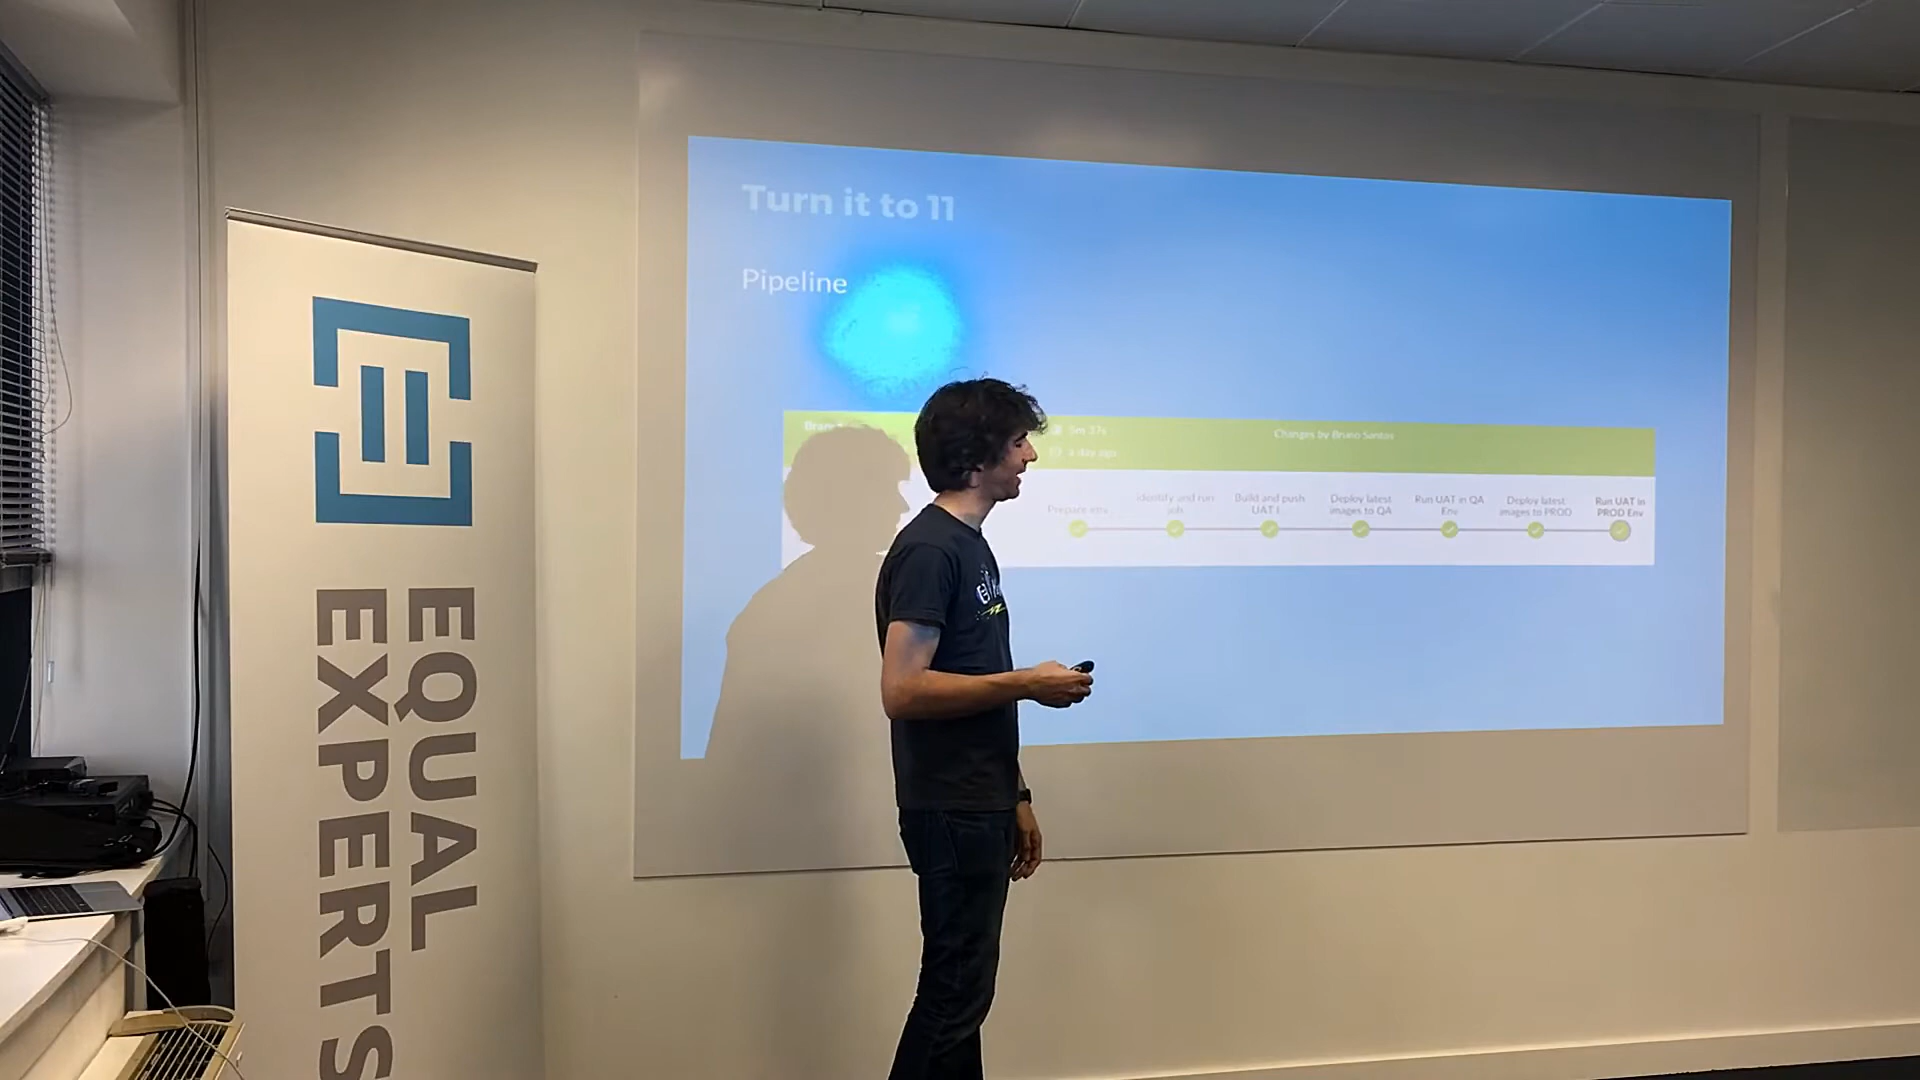 Turn it to 11
Pipeline
5m 37s
a day ago
Changes by Bruno Santos
Prepare env
Identify and run
job
Build and push
UAT
Deploy latest
images to QA
Run UAT in QA
Env
Deploy latest
images to PROD
Run UAT in
PROD Env
EQUAL
EXPERTS